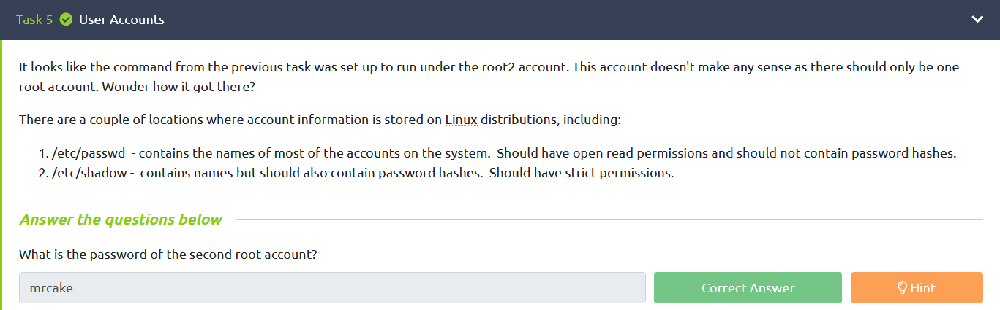 Task 5 User Accounts
It looks like the command from the previous task was set up to run under the root2 account. This account doesn't make any sense as there should only be one
root account. Wonder how it got there?
There are a couple of locations where account information is stored on Linux distributions, including:
1. /etc/passwd - contains the names of most of the accounts on the system. Should have open read permissions and should not contain password hashes.
2. /etc/shadow - contains names but should also contain password hashes. Should have strict permissions.
Answer the questions below
What is the password of the second root account?
mrcake Correct Answer Hint